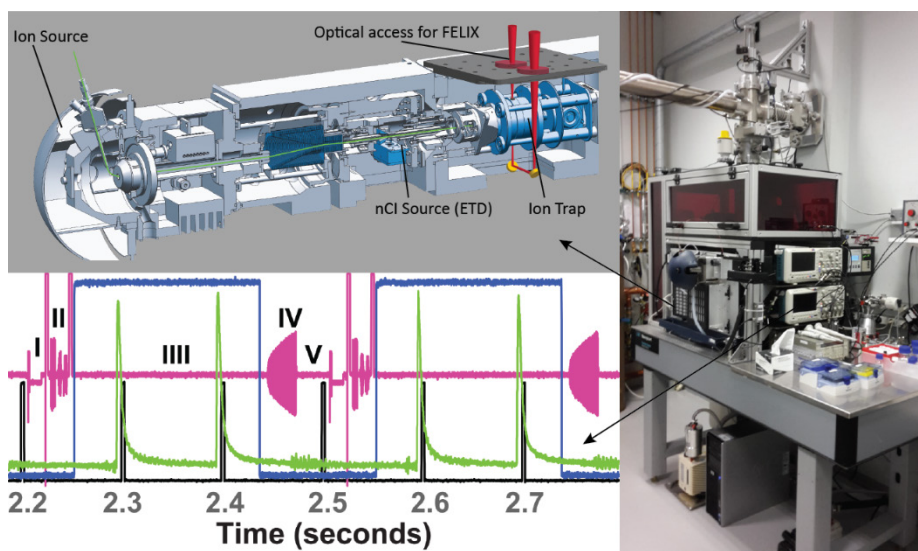 Ion Source
Optical access for FELIX
nCI Source (ETD)
Ion Trap
I
II
IIII
IV
V
2.2
2.3
2.4
2.5
2.6
2.7
Time (seconds)